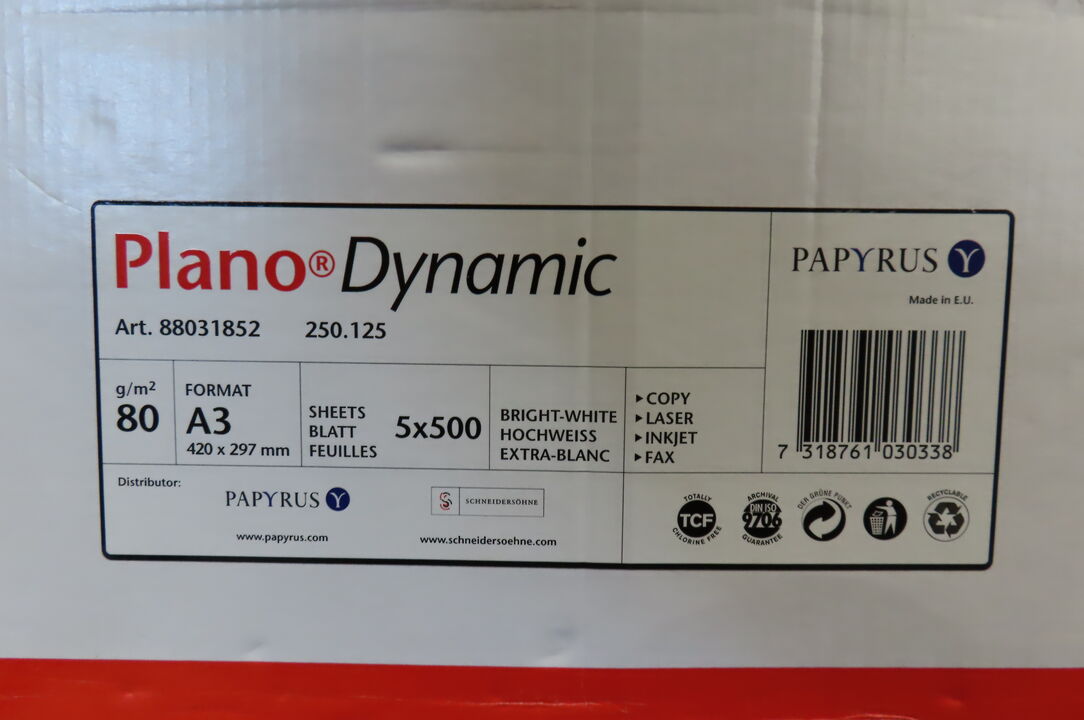 Plano® Dynamic
Art. 88031852 250.125
PAPYRUS
Made in E.U.
7 318761 030338
g/m²
80
FORMAT
A3
420 x 297 mm
SHEETS
BLATT
FEUILLES
5x500
BRIGHT-WHITE
HOCHWEISS
EXTRA-BLANC
COPY
LASER
INKJET
FAX
Distributor:
PAPYRUS
www.papyrus.com
SCHNEIDERSÖHNE
www.schneidersoehne.com
TOTALLY
TCF
CHLORINE FREE
ARCHIVAL
DIN ISO
9706
GUARANTEE
DER GRÜNE PUNKT
RECYCLABLE